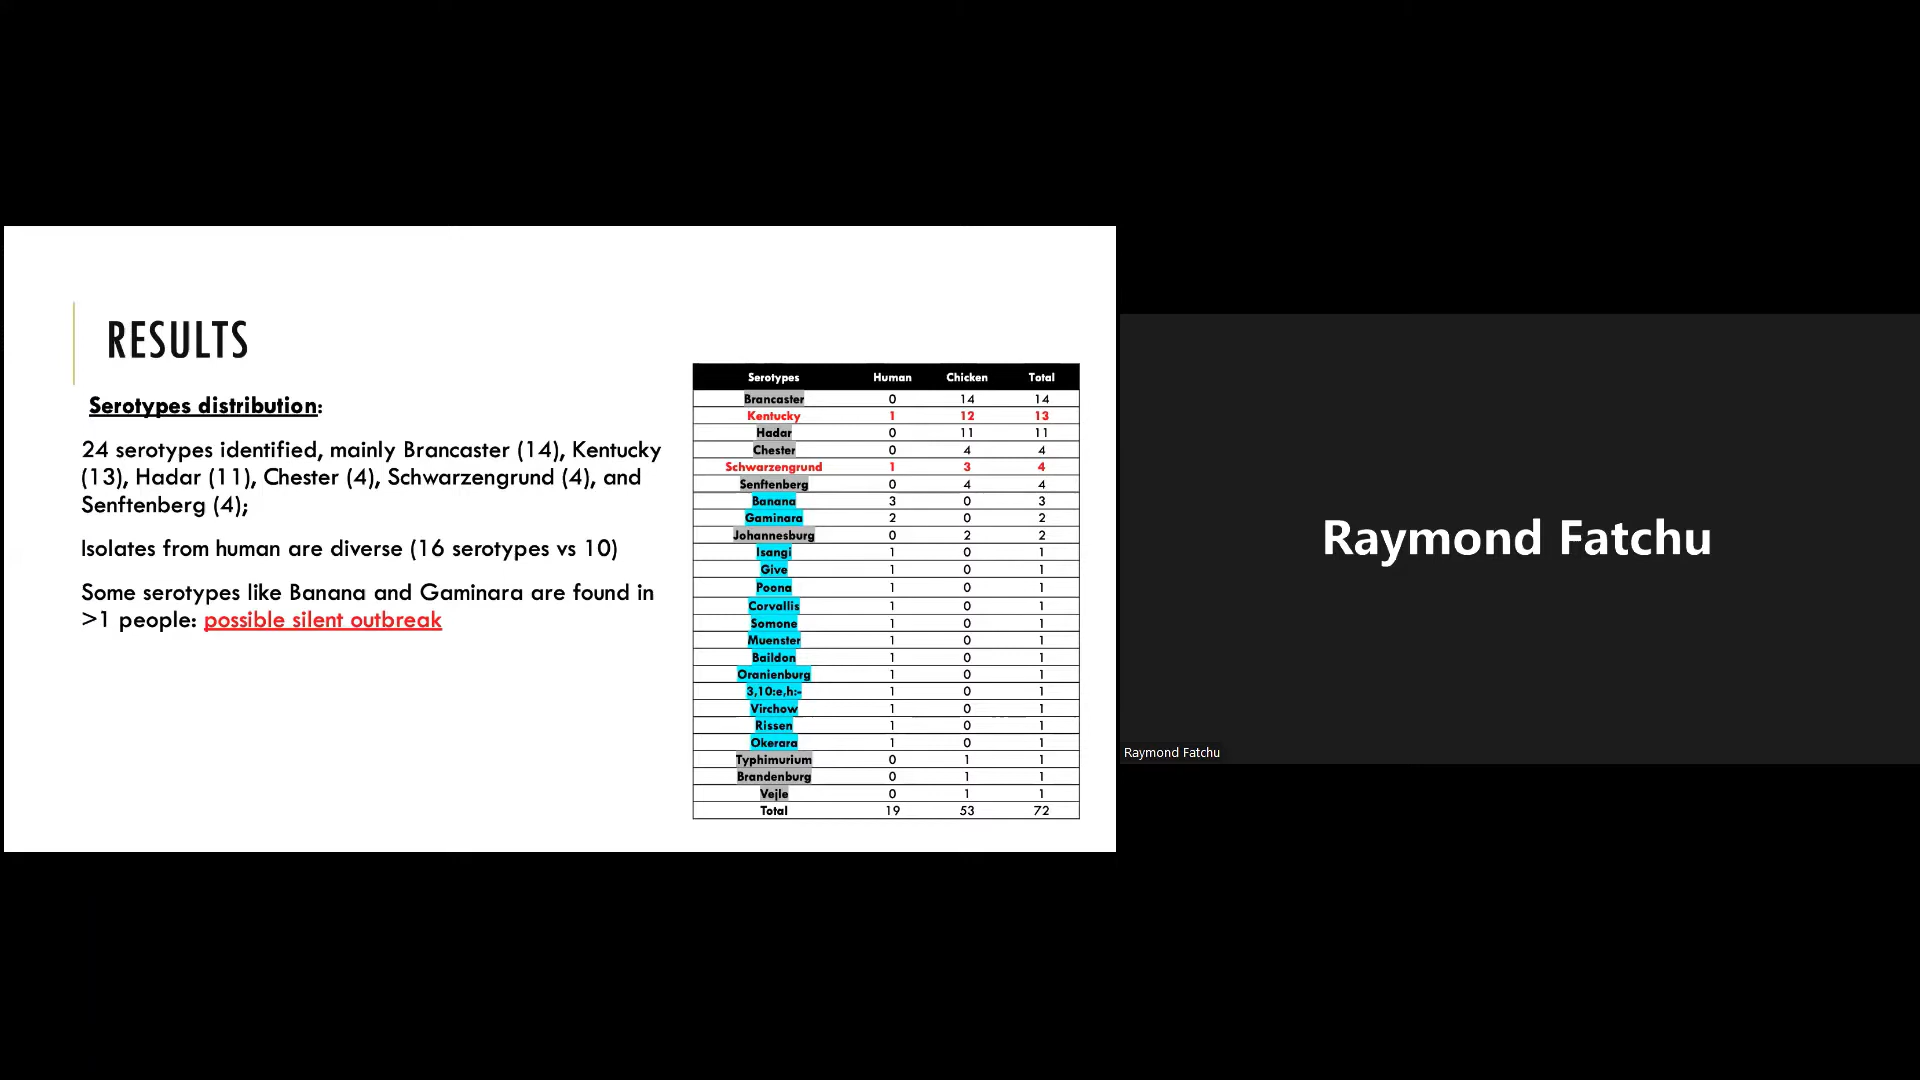 RESULTS
Serotypes distribution:
24 serotypes identified, mainly Brancaster (14), Kentucky
(13), Hadar (11), Chester (4), Schwarzengrund (4), and
Senftenberg (4);
Isolates from human are diverse (16 serotypes vs 10)
Some serotypes like Banana and Gaminara are found in
>1 people: possible silent outbreak
Serotypes Human Chicken Total
Brancaster 0 14 14
Kentucky 1 12 13
Hadar 0 11 11
Chester 0 4 4
Schwarzengrund 1 3 4
Senftenberg 0 4 4
Banana 3 0 3
Gaminara 2 0 2
Johannesburg 0 2 2
Isangi 1 0 1
Give 1 0 1
Poona 1 0 1
Corvallis 1 0 1
Somone 1 0 1
Muenster 1 0 1
Baildon 1 0 1
Oranienburg 1 0 1
3,10:e,h:- 1 0 1
Virchow 1 0 1
Rissen 1 0 1
Okerara 1 0 1
Typhimurium 0 1 1
Brandenburg 0 1 1
Vejle 0 1 1
Total 19 53 72
Raymond Fatchu
Raymond Fatchu